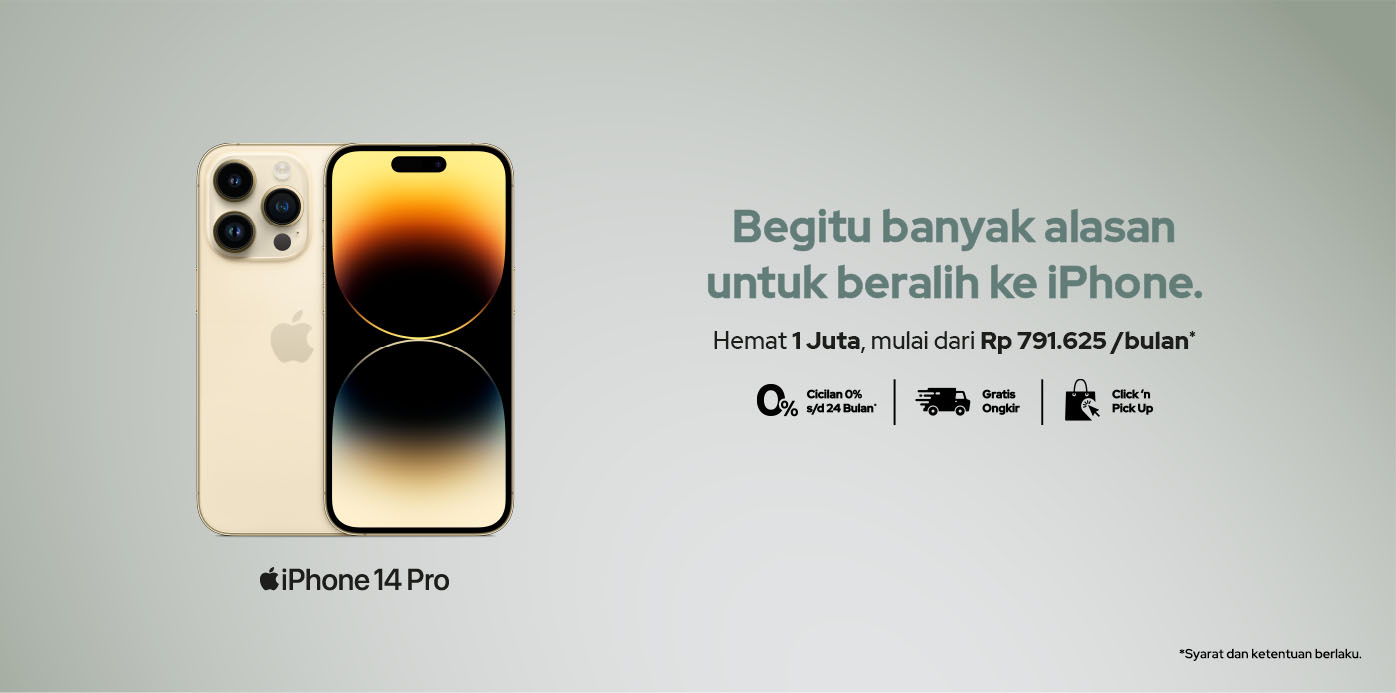 iPhone 14 Pro
Begitu banyak alasan
untuk beralih ke iPhone.
Hemat 1 Juta, mulai dari Rp 791.625 /bulan*
0%
Cicilan 0%
s/d 24 Bulan*
Gratis
Ongkir
Click ‘n
Pick Up
*Syarat dan ketentuan berlaku.